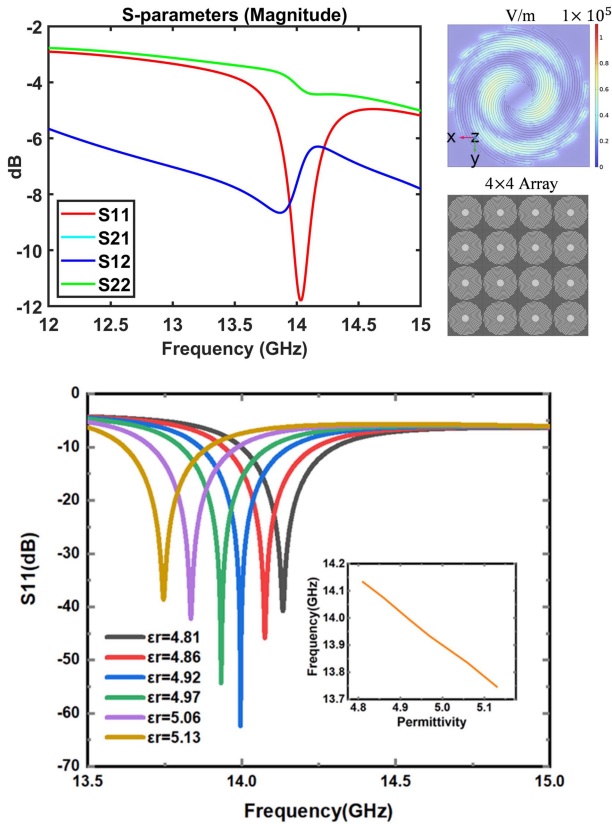 S-parameters (Magnitude)
-2
-4
-6
-8
-10
-12
dB
12
12.5
13
13.5
14
14.5
15
Frequency (GHz)
S11
S21
S12
S22
V/m
1×10⁵
1
0.8
0.6
0.4
0.2
0
x
z
y
4×4 Array
0
-10
-20
-30
-40
-50
-60
-70
S11(dB)
13.5
14.0
14.5
15.0
Frequency(GHz)
εr=4.81
εr=4.86
εr=4.92
εr=4.97
εr=5.06
εr=5.13
14.2
14.1
14.0
13.9
13.8
13.7
Frequency(GHz)
4.8
4.9
5.0
5.1
Permittivity